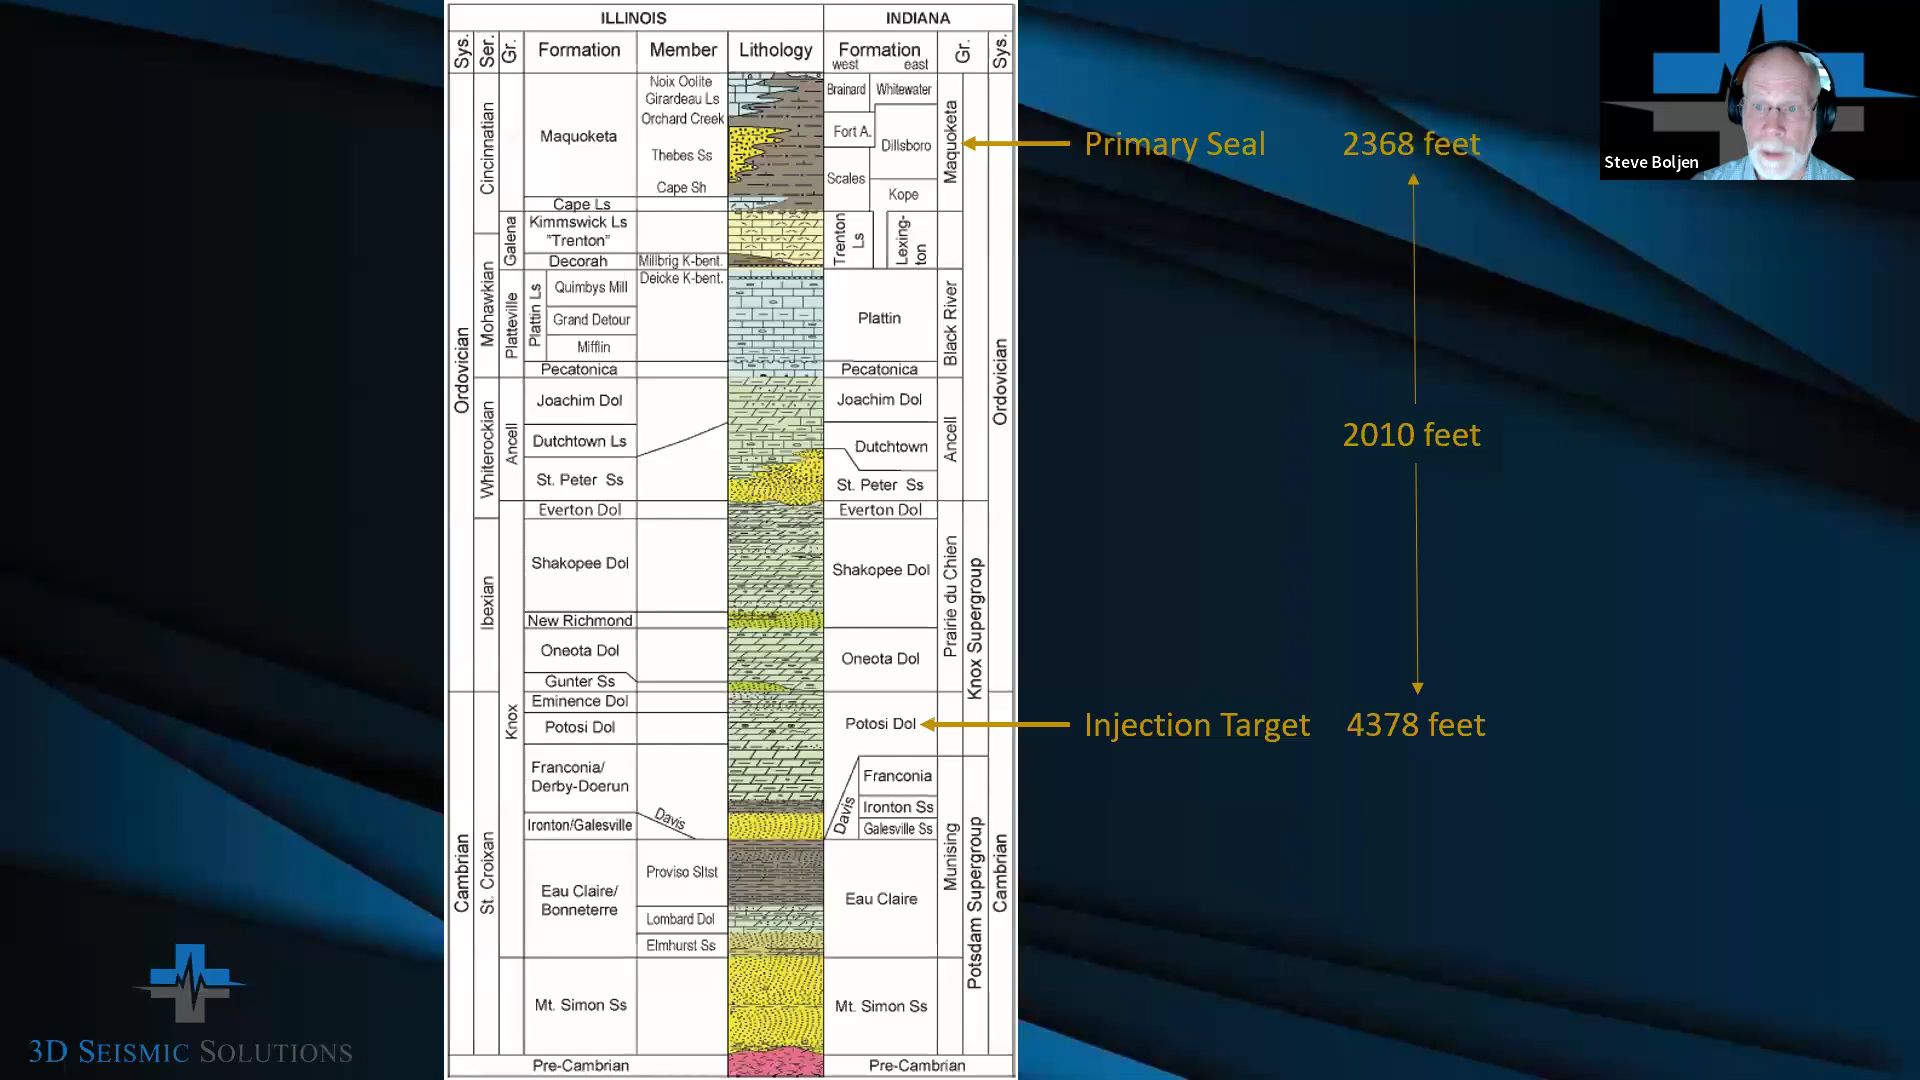 ILLINOIS
INDIANA
Sys.
Ser.
Gr.
Formation
Member
Lithology
Formation
west east
Gr.
Sys.
Ordovician
Cambrian
Cincinnatian
Mohawkian
Whiterockian
Ibexian
St. Croixan
Galena
Platteville
Ancell
Knox
Maquoketa
Cape Ls
Kimmswick Ls
"Trenton"
Decorah
Plattin Ls
Quimbys Mill
Grand Detour
Mifflin
Pecatonica
Joachim Dol
Dutchtown Ls
St. Peter Ss
Everton Dol
Shakopee Dol
New Richmond
Oneota Dol
Gunter Ss
Eminence Dol
Potosi Dol
Franconia/
Derby-Doerun
Ironton/Galesville
Eau Claire/
Bonneterre
Mt. Simon Ss
Pre-Cambrian
Noix Oolite
Girardeau Ls
Orchard Creek
Thebes Ss
Cape Sh
Millbrig K-bent.
Deicke K-bent.
Davis
Proviso Sltst
Lombard Dol
Elmhurst Ss
Brainard
Whitewater
Fort A.
Dillsboro
Scales
Kope
Trenton
Ls
Lexing-
ton
Plattin
Pecatonica
Joachim Dol
Dutchtown
St. Peter Ss
Everton Dol
Shakopee Dol
Oneota Dol
Potosi Dol
Davis
Franconia
Ironton Ss
Galesville Ss
Eau Claire
Mt. Simon Ss
Pre-Cambrian
Maquoketa
Black River
Ancell
Prairie du Chien
Munising
Knox Supergroup
Potsdam Supergroup
Ordovician
Cambrian
Primary Seal 2368 feet
2010 feet
Injection Target 4378 feet
Steve Boljen
3D SEISMIC SOLUTIONS